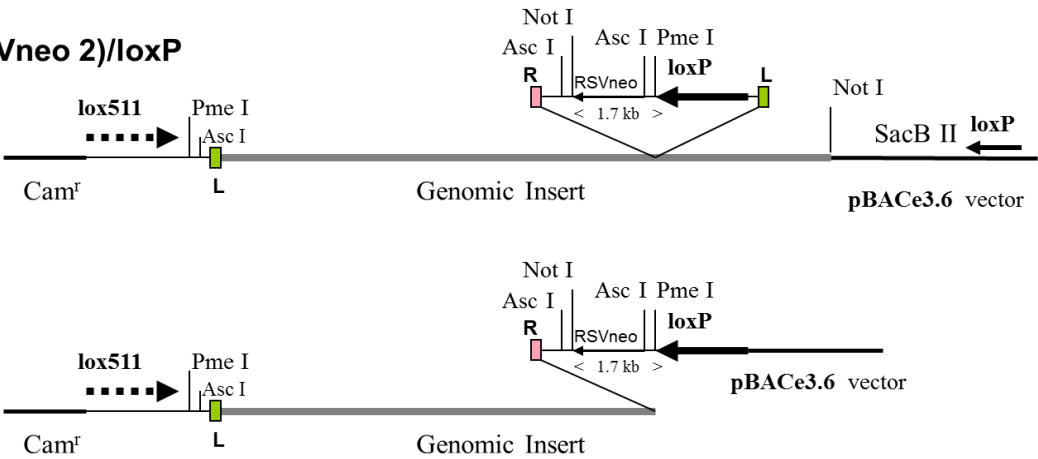 Vneo 2)/loxP
Not I
Asc I
Asc I Pme I
R
RSVneo
loxP
L
< 1.7 kb >
Not I
lox511
Pme I
Asc I
SacB II
loxP
L
Camʳ
Genomic Insert
pBACe3.6 vector
Not I
Asc I
Asc I Pme I
R
RSVneo
loxP
< 1.7 kb >
lox511
Pme I
Asc I
pBACe3.6 vector
L
Camʳ
Genomic Insert